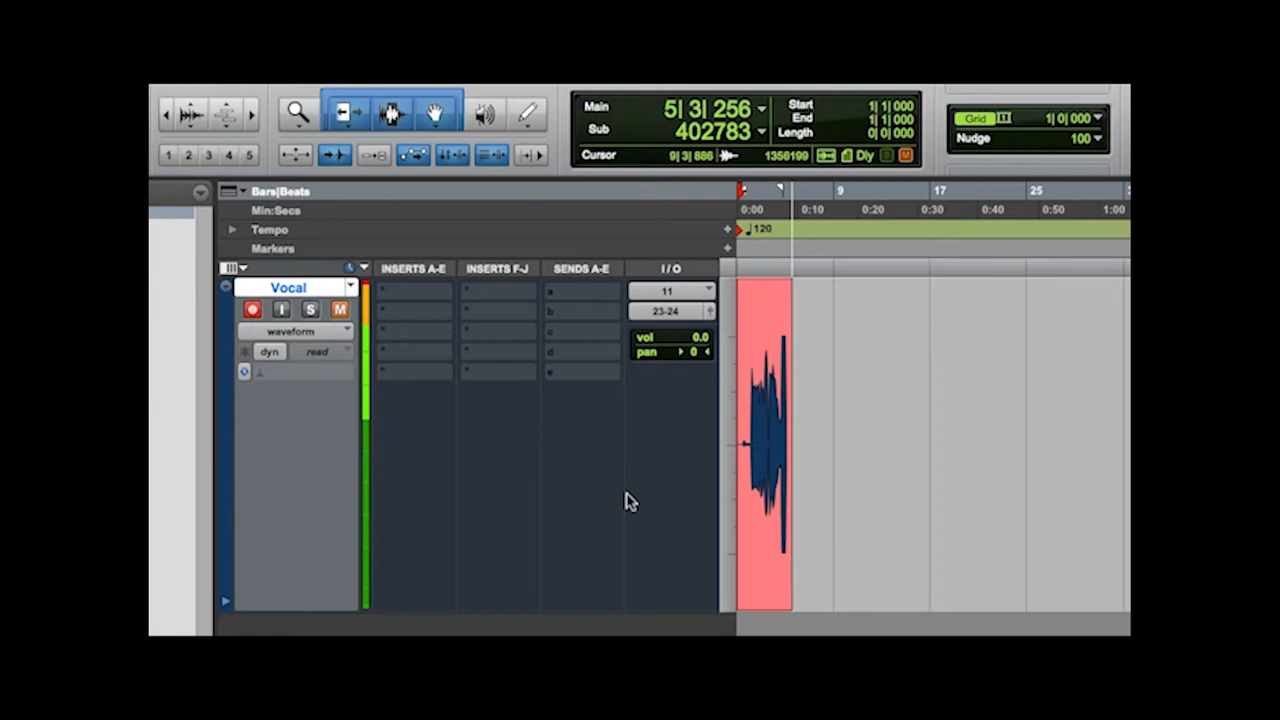 Main 5| 3| 256 Start 1| 1| 000
End 1| 1| 000
Sub 402783 Length 0| 0| 000
Cursor 9| 3| 886 1356199 Dly M
Grid 1| 0| 000
Nudge 100
1 2 3 4 5
Bars|Beats 9 17 25
Min:Secs 0:00 0:10 0:20 0:30 0:40 0:50 1:00
Tempo 120
Markers
INSERTS A-E INSERTS F-J SENDS A-E I / O
Vocal a 11
I S M b 23-24
waveform c vol 0.0
dyn read d pan 0
e